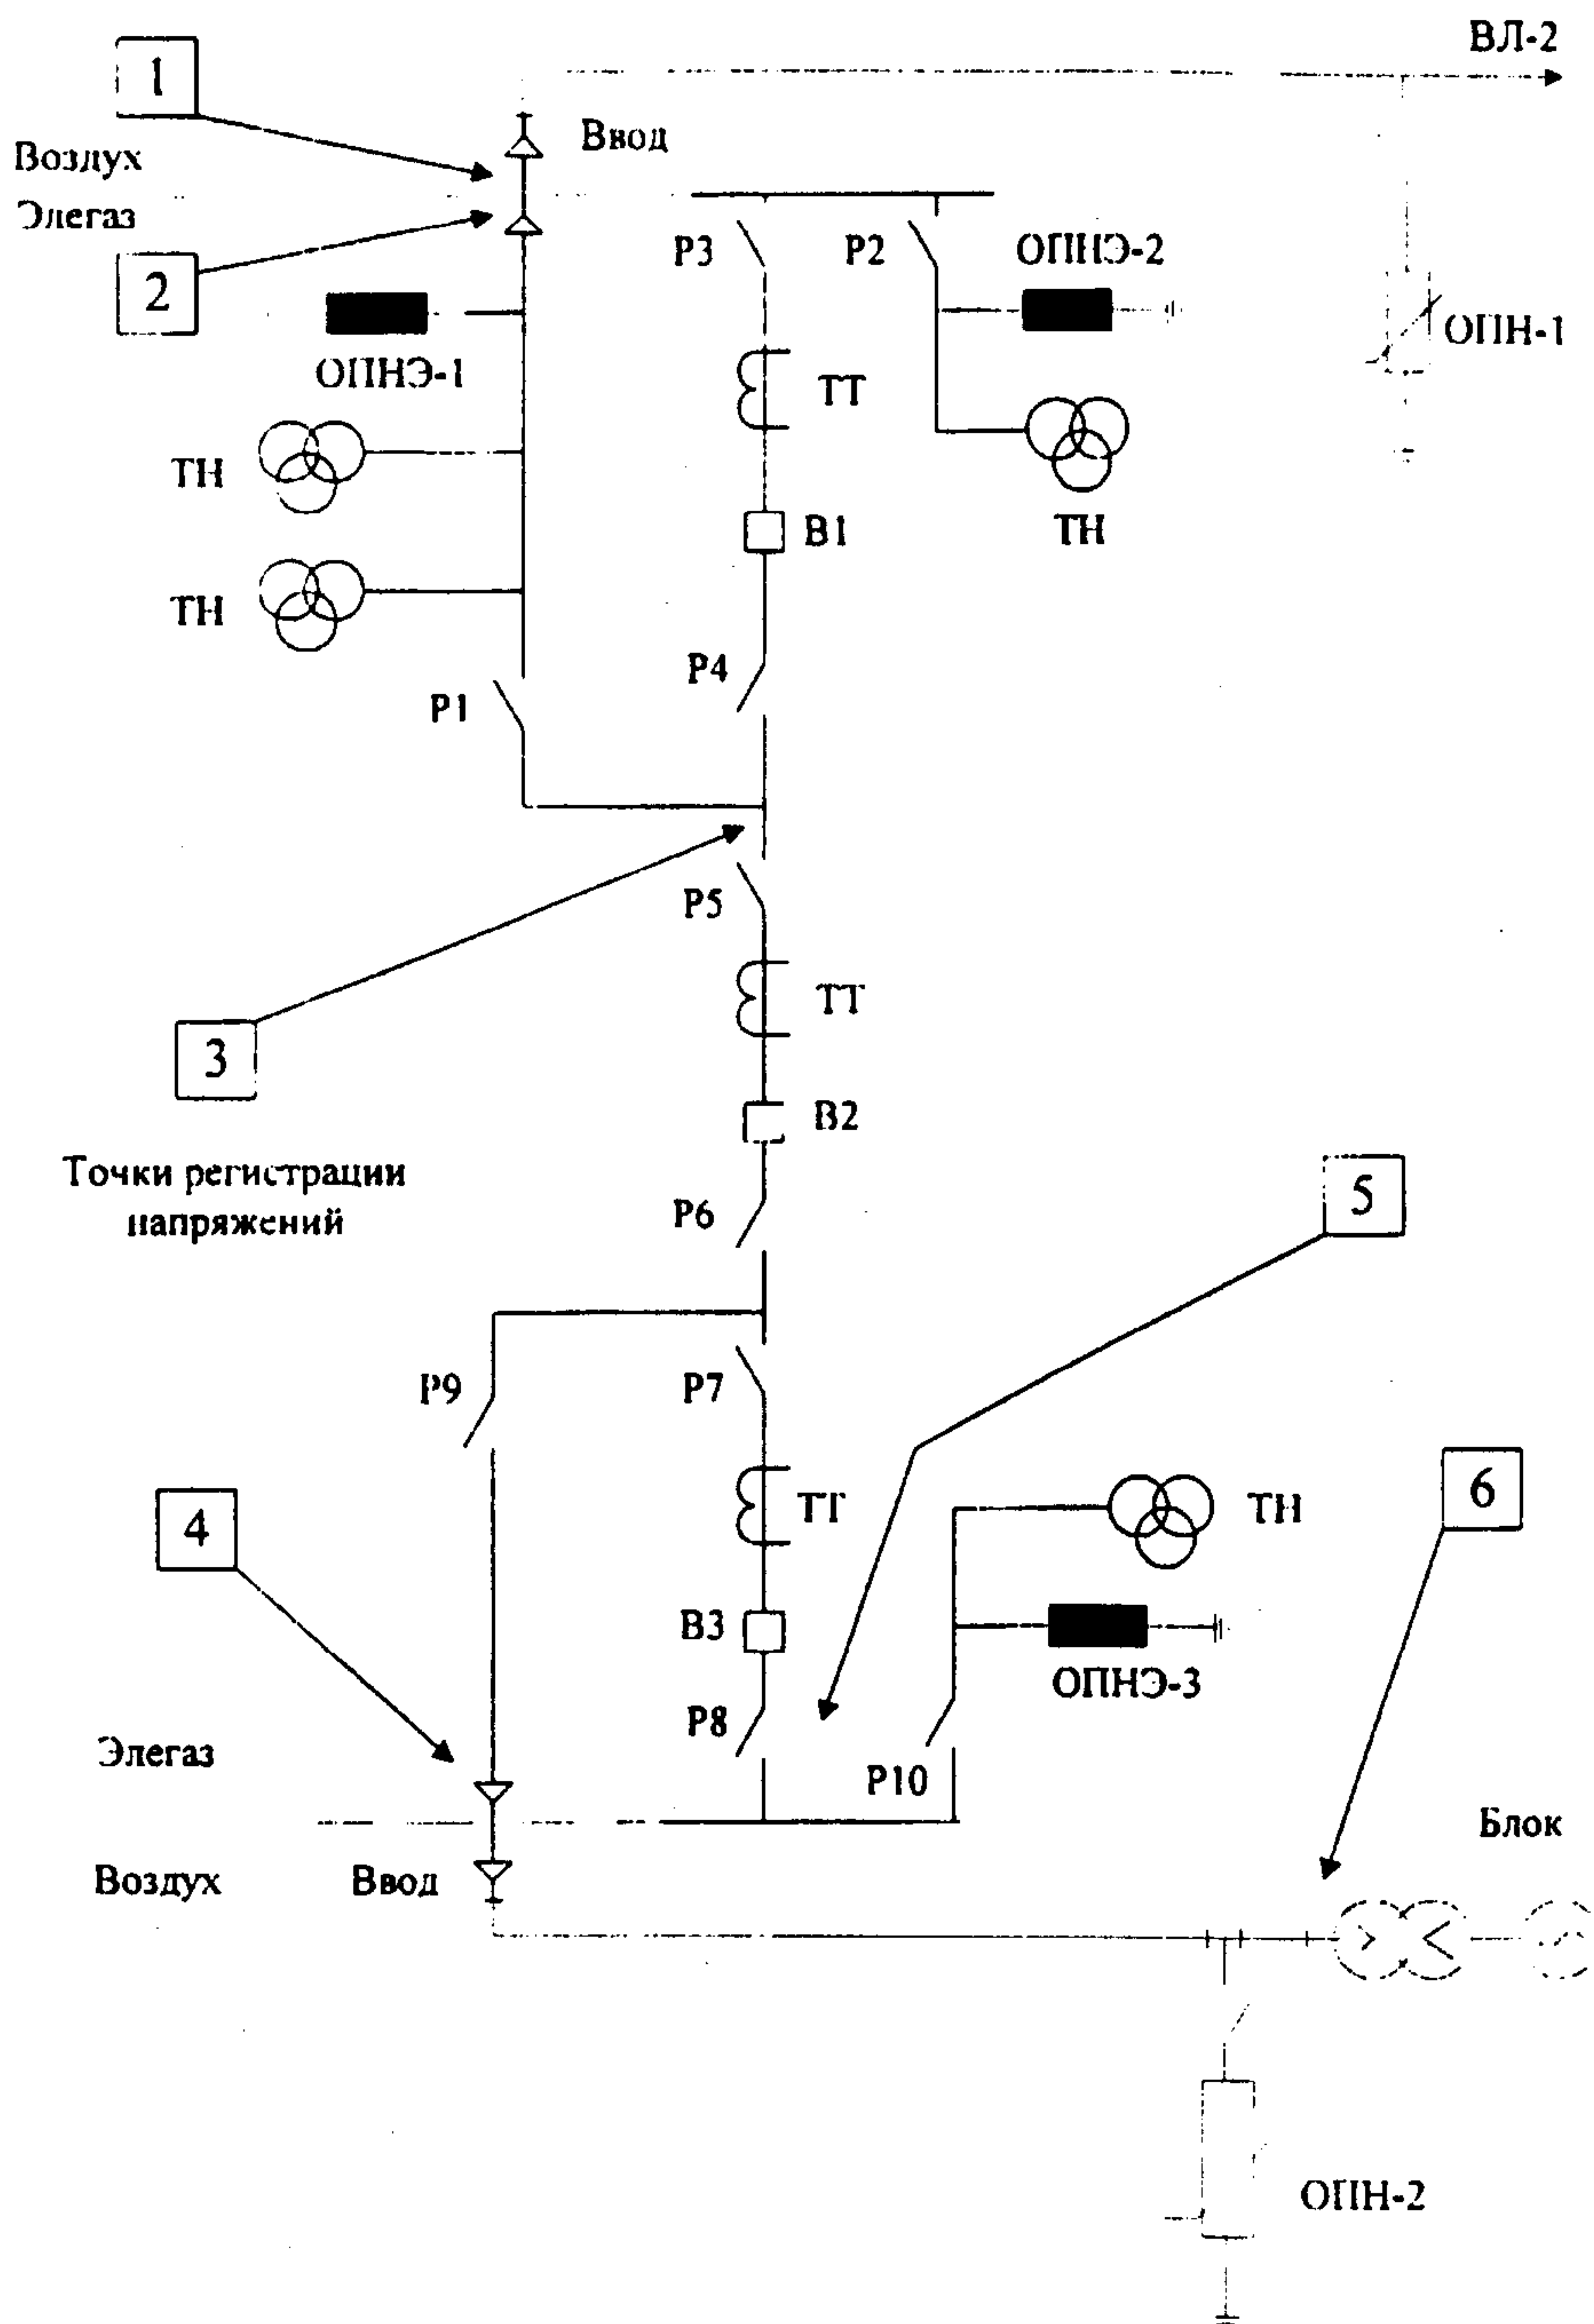 ВЛ-2
1
Ввод
Воздух
Элегаз
2
Р3
Р2
ОПНЭ-2
ОПН-1
ОПНЭ-1
ТТ
ТН
В1
ТН
ТН
Р4
Р1
Р5
ТТ
3
В2
Точки регистрации
напряжений
5
Р6
Р9
Р7
4
ТТ
ТН
6
В3
ОПНЭ-3
Р8
Элегаз
Р10
Блок
Воздух
Ввод
ОПН-2